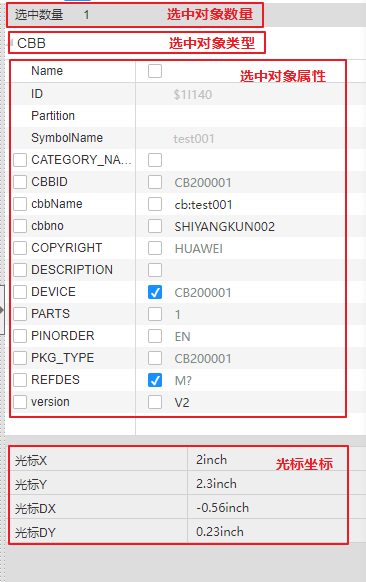 选中数量 1 选中对象数量
CBB 选中对象类型
Name 选中对象属性
ID $1I140
Partition
SymbolName test001
CATEGORY_NA...
CBBID CB200001
cbbName cb:test001
cbbno SHIYANGKUN002
COPYRIGHT HUAWEI
DESCRIPTION
DEVICE CB200001
PARTS 1
PINORDER EN
PKG_TYPE CB200001
REFDES M?
version V2
光标X 2inch 光标坐标
光标Y 2.3inch
光标DX -0.56inch
光标DY 0.23inch